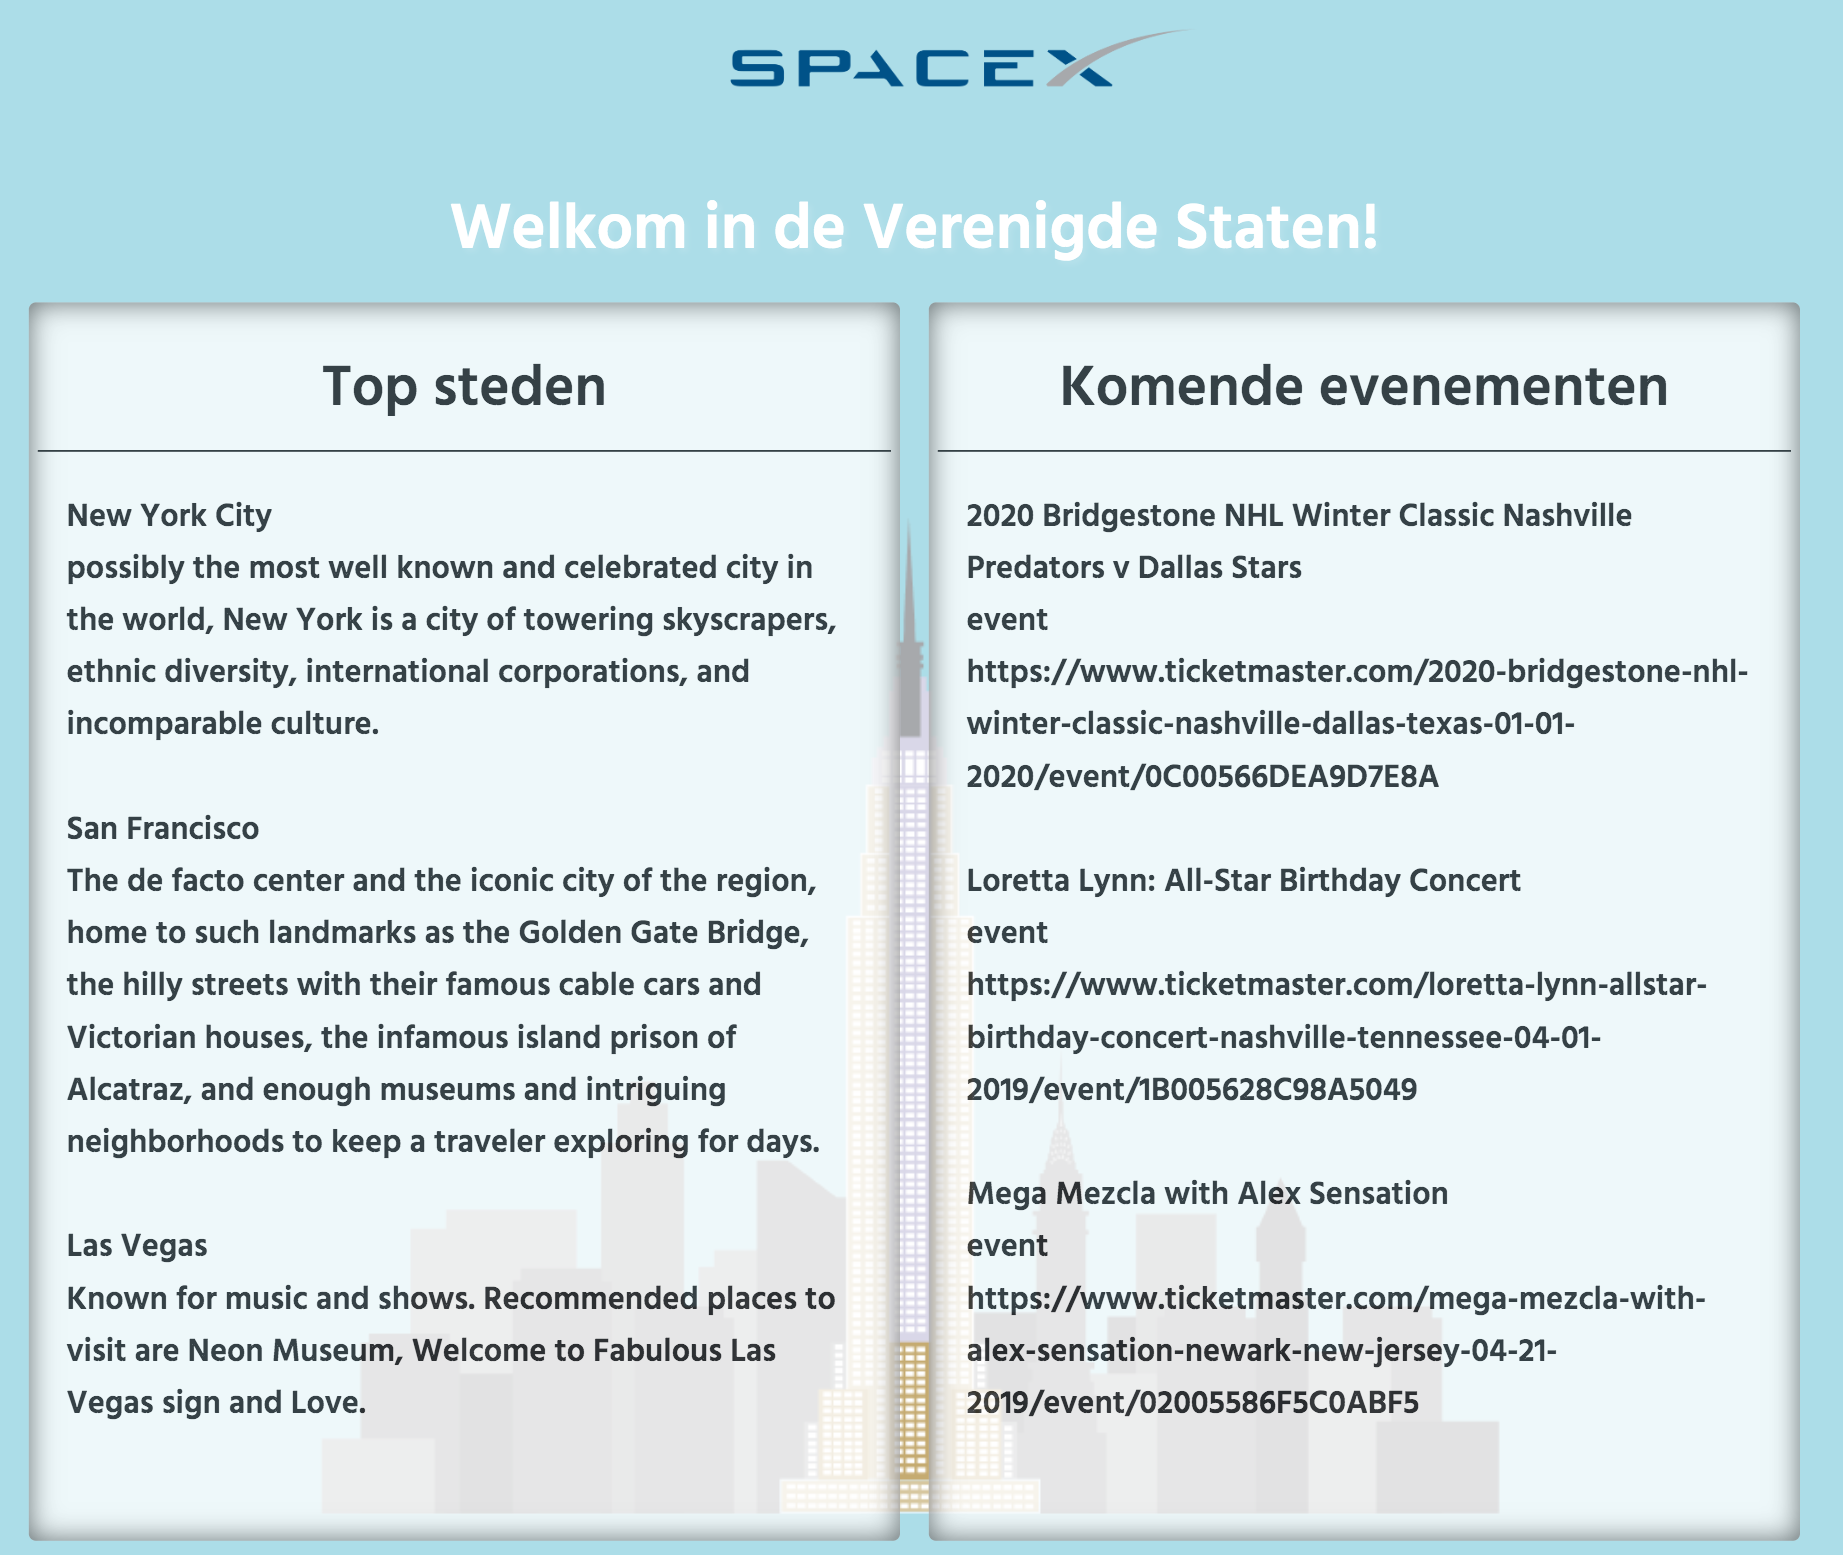 SPACEX
Welkom in de Verenigde Staten!
Top steden
New York City
possibly the most well known and celebrated city in
the world, New York is a city of towering skyscrapers,
ethnic diversity, international corporations, and
incomparable culture.
San Francisco
The de facto center and the iconic city of the region,
home to such landmarks as the Golden Gate Bridge,
the hilly streets with their famous cable cars and
Victorian houses, the infamous island prison of
Alcatraz, and enough museums and intriguing
neighborhoods to keep a traveler exploring for days.
Las Vegas
Known for music and shows. Recommended places to
visit are Neon Museum, Welcome to Fabulous Las
Vegas sign and Love.
Komende evenementen
2020 Bridgestone NHL Winter Classic Nashville
Predators v Dallas Stars
event
https://www.ticketmaster.com/2020-bridgestone-nhl-
winter-classic-nashville-dallas-texas-01-01-
2020/event/0C00566DEA9D7E8A
Loretta Lynn: All-Star Birthday Concert
event
https://www.ticketmaster.com/loretta-lynn-allstar-
birthday-concert-nashville-tennessee-04-01-
2019/event/1B005628C98A5049
Mega Mezcla with Alex Sensation
event
https://www.ticketmaster.com/mega-mezcla-with-
alex-sensation-newark-new-jersey-04-21-
2019/event/02005586F5C0ABF5